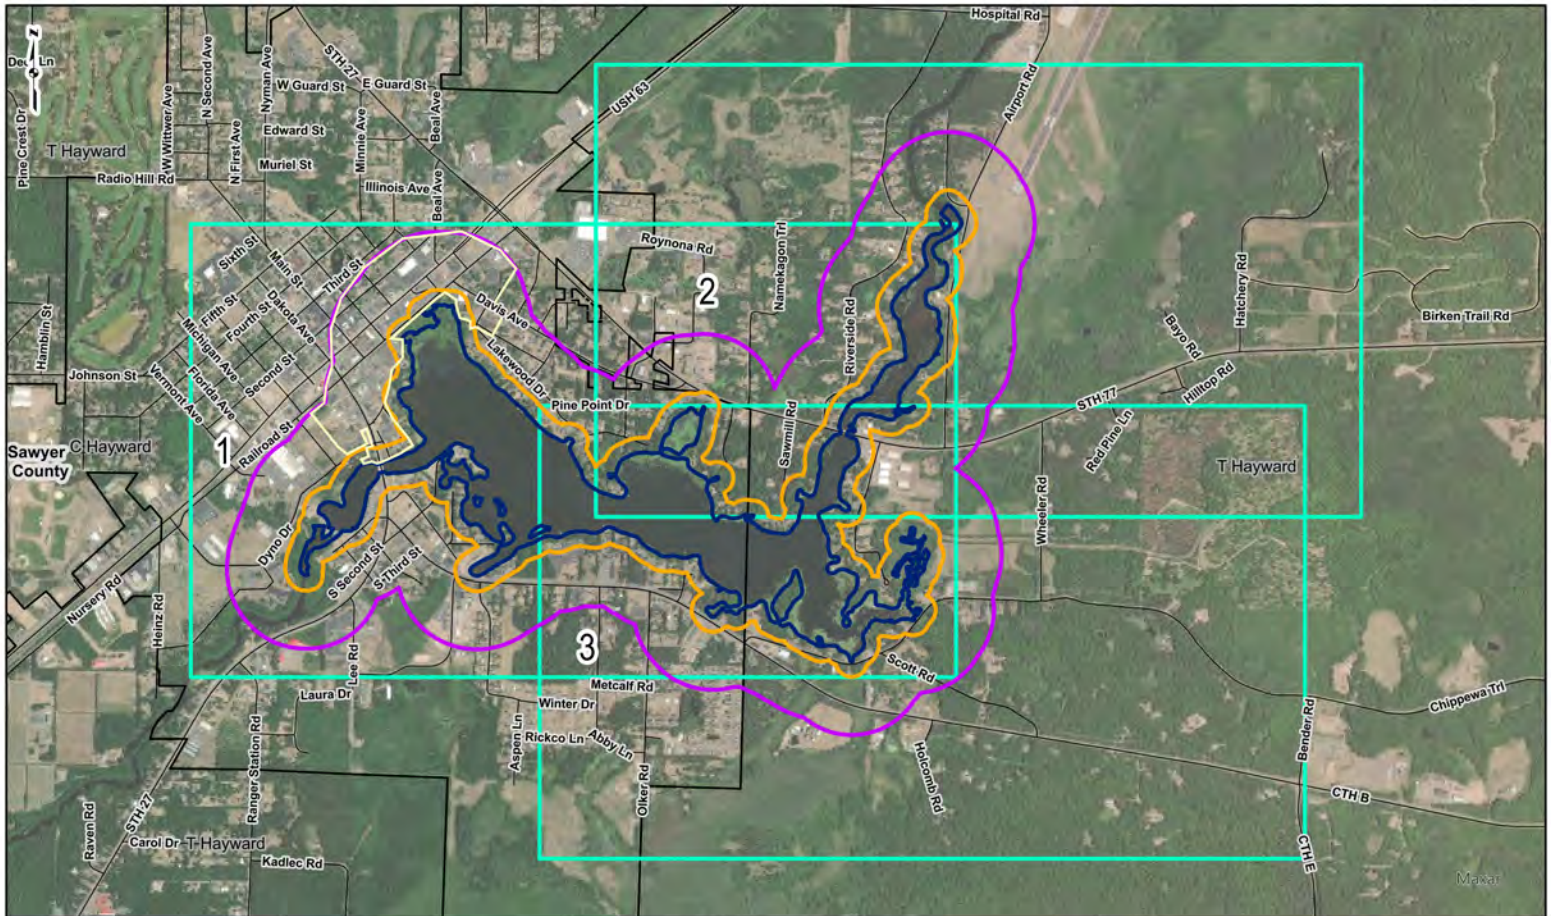 Hospital Rd
STH 27
N Second Ave
Nyman Ave
W Guard St
E Guard St
USH 63
Airport Rd
Pine Crest Dr
W Wittwer Ave
Beal Ave
Edward St
Minnie Ave
N First Ave
T Hayward
Muriel St
Radio Hill Rd
Illinois Ave
Beal Ave
Sixth St
Main St
Third St
Roynona Rd
Namekagon Trl
Hatchery Rd
2
Fifth St
Dakota Ave
Fourth St
Davis Ave
Riverside Rd
Birken Trail Rd
Hamblin St
Michigan Ave
Bayo Rd
Lakewood Dr
Second St
Johnson St
Florida Ave
Vermont Ave
Hilltop Rd
STH 77
Pine Point Dr
Red Pine Ln
Sawmill Rd
Railroad St
1
C Hayward
Sawyer
County
T Hayward
Wheeler Rd
Dyno Dr
S Second St
S Third St
Nursery Rd
Heinz Rd
3
Lee Rd
Scott Rd
Metcalf Rd
Laura Dr
Winter Dr
Chippewa Trl
Bender Rd
Ranger Station Rd
Aspen Ln
Rickco Ln
Abby Ln
Olker Rd
Holcomb Rd
CTH B
STH 27
Raven Rd
Carol Dr
T Hayward
Kadlec Rd
CTH E
Maxar